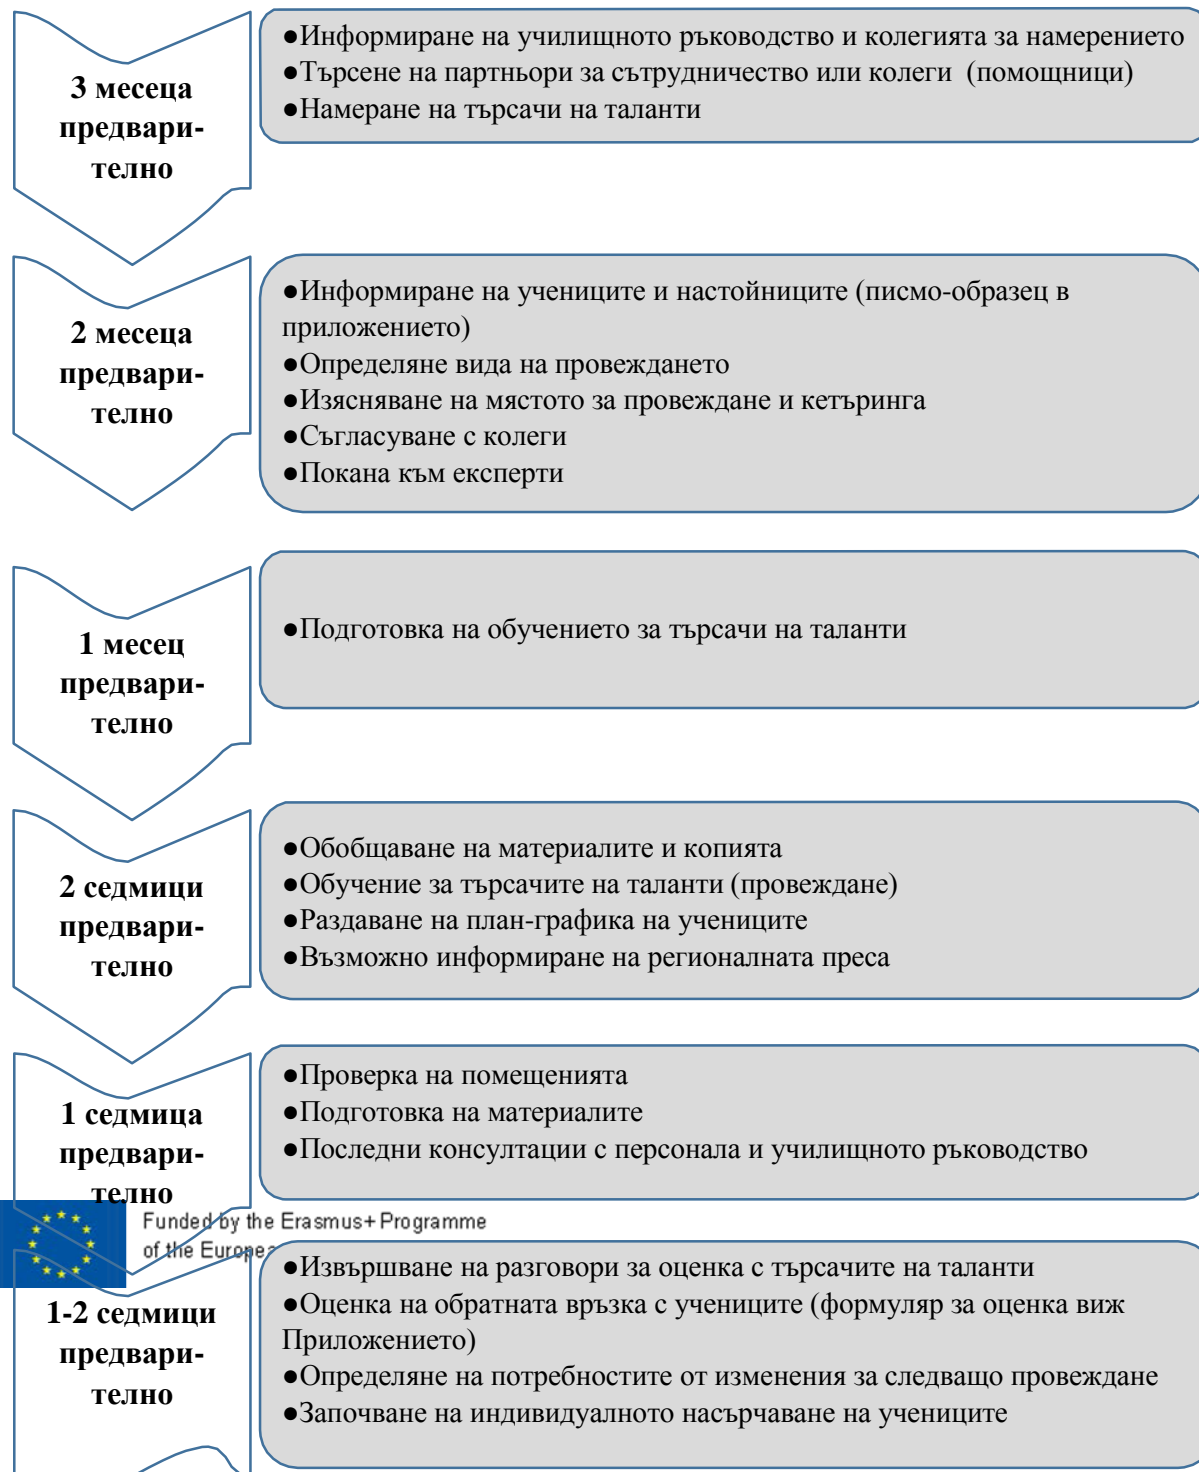 3 месеца
предвари-
телно
●Информиране на училищното ръководство и колегията за намерението
●Търсене на партньори за сътрудничество или колеги (помощници)
●Намеране на търсачи на таланти
2 месеца
предвари-
телно
●Информиране на учениците и настойниците (писмо-образец в
приложението)
●Определяне вида на провеждането
●Изясняване на мястото за провеждане и кетъринга
●Съгласуване с колеги
●Покана към експерти
1 месец
предвари-
телно
●Подготовка на обучението за търсачи на таланти
2 седмици
предвари-
телно
●Обобщаване на материалите и копията
●Обучение за търсачите на таланти (провеждане)
●Раздаване на план-графика на учениците
●Възможно информиране на регионалната преса
1 седмица
предвари-
телно
●Проверка на помещенията
●Подготовка на материалите
●Последни консултации с персонала и училищното ръководство
Funded by the Erasmus+ Programme
of the
1-2 седмици
предвари-
телно
●Извършване на разговори за оценка с търсачите на таланти
●Оценка на обратната връзка с учениците (формуляр за оценка виж
Приложението)
●Определяне на потребностите от изменения за следващо провеждане
●Започване на индивидуалното насърчаване на учениците